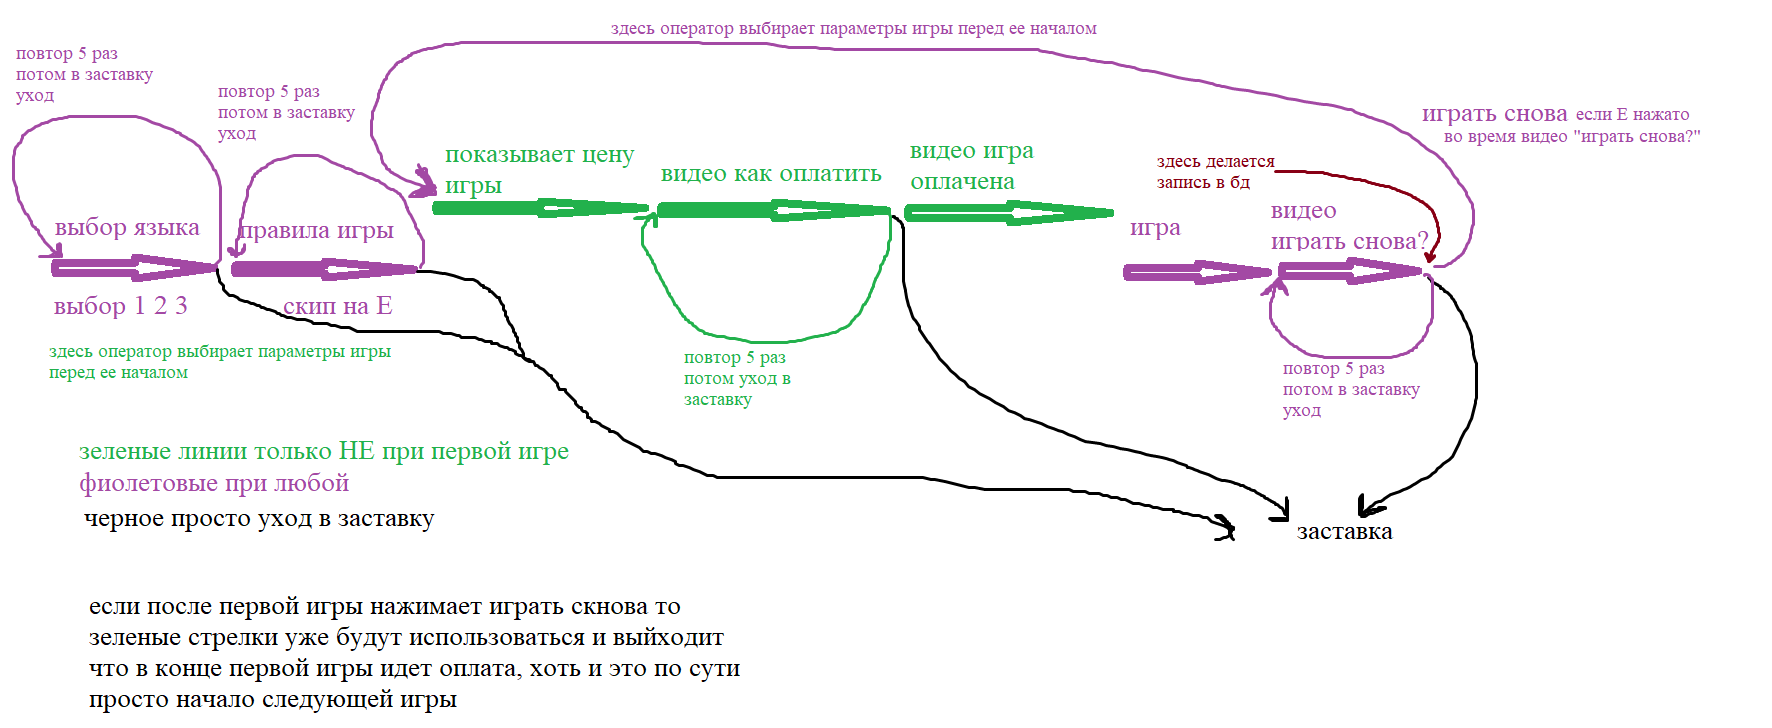 здесь оператор выбирает параметры игры перед ее началом
повтор 5 раз
потом в заставку
уход
повтор 5 раз
потом в заставку
уход
играть снова если Е нажато
во время видео "играть снова?"
показывает цену
игры
видео как оплатить
видео игра
оплачена
здесь делается
запись в бд
выбор языка
правила игры
игра
видео
играть снова?
выбор 1 2 3
скип на Е
здесь оператор выбирает параметры игры
перед ее началом
повтор 5 раз
потом уход в
заставку
повтор 5 раз
потом в заставку
уход
зеленые линии только НЕ при первой игре
фиолетовые при любой
черное просто уход в заставку
заставка
если после первой игры нажимает играть скнова то
зеленые стрелки уже будут использоваться и выйходит
что в конце первой игры идет оплата, хоть и это по сути
просто начало следующей игры